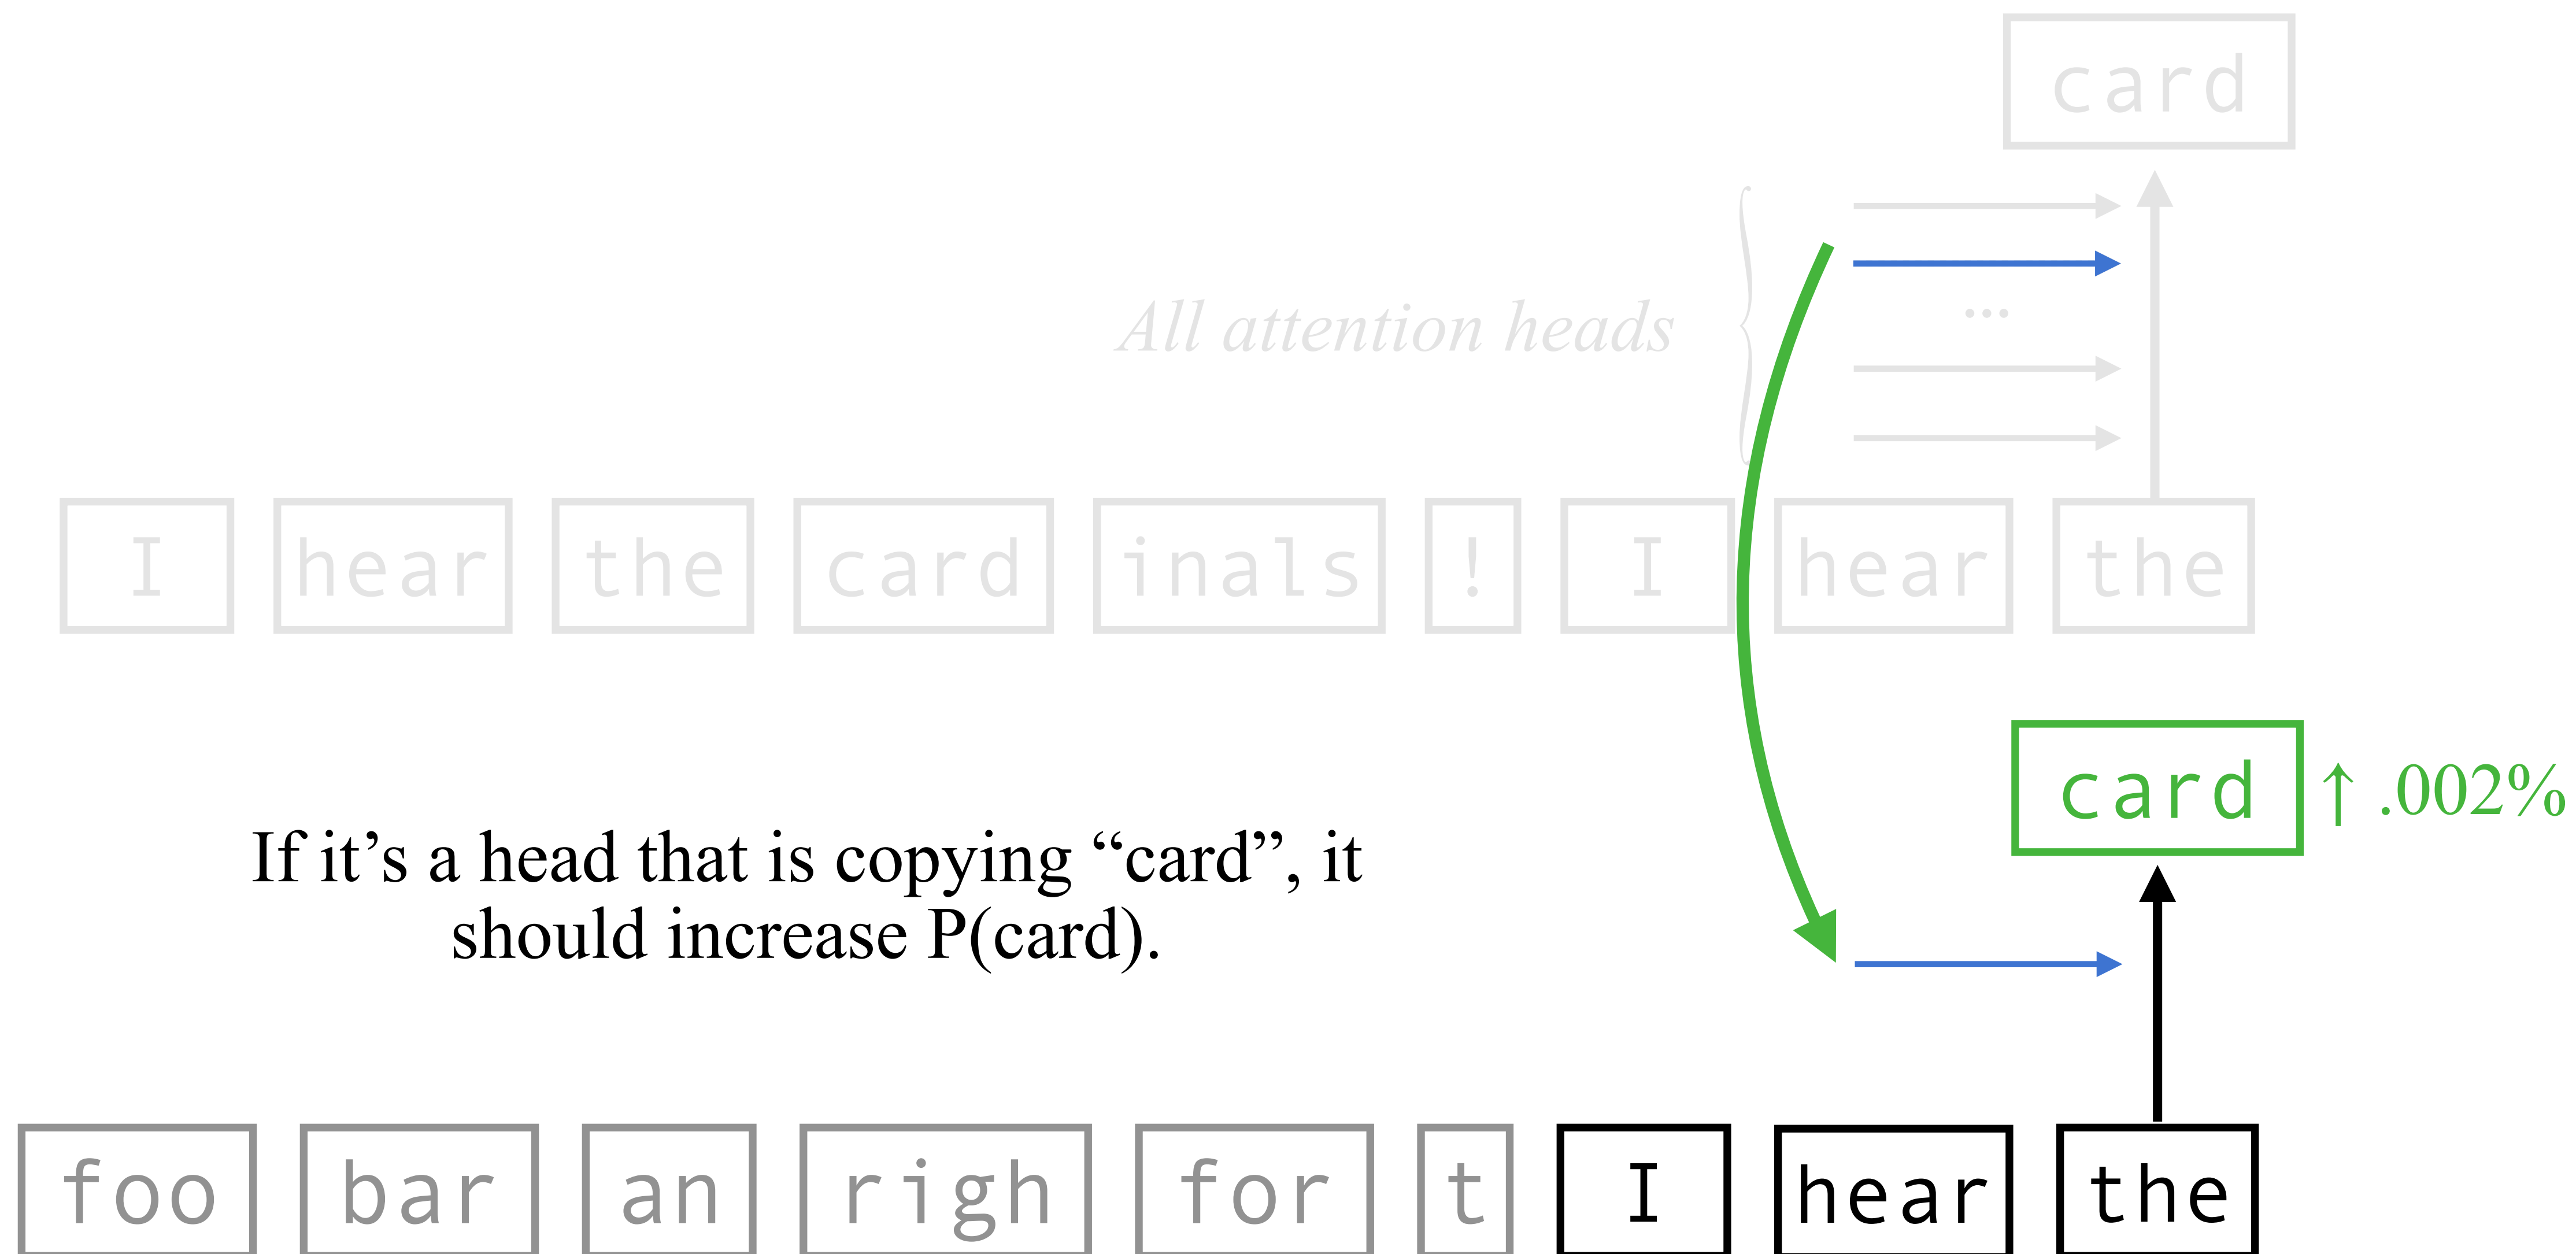 card
All attention heads
...
I hear the card inals ! I hear the
card ↑ .002%
If it’s a head that is copying “card”, it
should increase P(card).
foo bar an righ for t I hear the